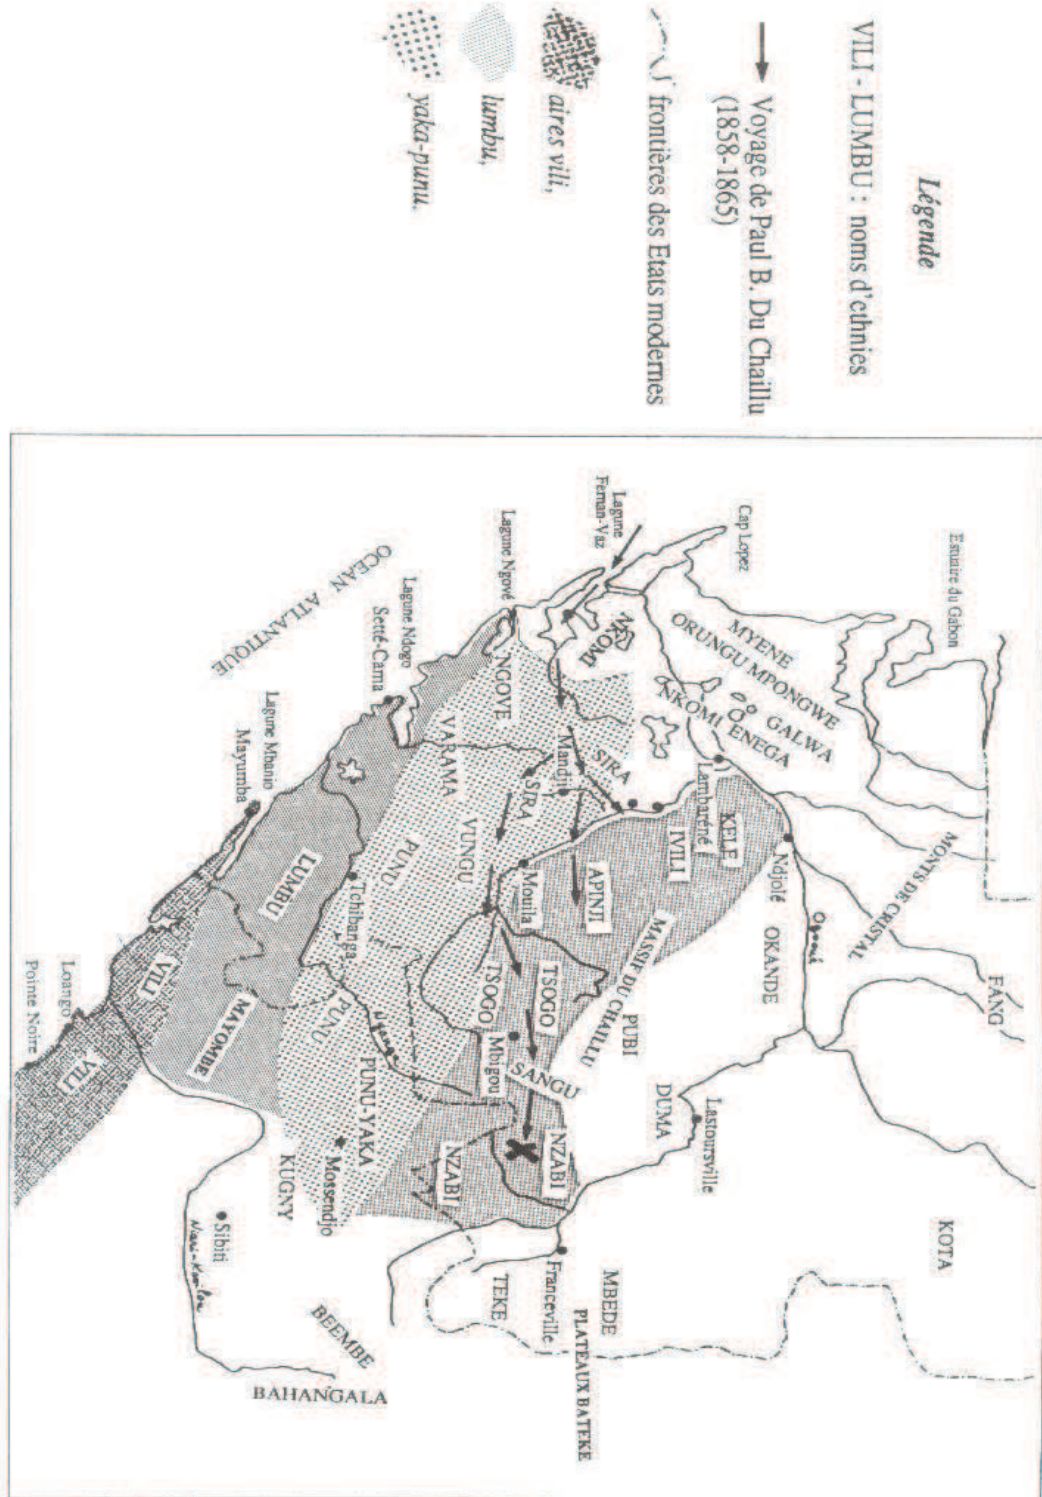 Légende
VILI - LUMBU : noms d'ethnies
Voyage de Paul B. Du Chaillu
(1858-1865)
frontières des Etats modernes
aires vili,
lumbu,
yaka-punu.
Estuaire du Gabon
Cap Lopez
Lagune
Fernan-Vaz
Lagune Ngové
Lagune Ndogo
Setté-Cama
Lagune Mbanio
Mayumba
Loango
Pointe Noire
OCEAN ATLANTIQUE
MONTS DE CRISTAL
FANG
KOTA
MYENE
ORUNGU MPONGWE
GALWA
NKOMI ENEGA
NKOMI
NGOVE
Lambaréné
Ndjolé
Ogooué
OKANDE
KELE
IVILI
SIRA
Mandji
SIRA
VARAMA
VUNGU
APINJI
Mouila
MASSIF DU CHAILLU
PUBI
DUMA
Lastoursville
TSOGO
TSOGO
Mbigou
SANGU
NZABI
NZABI
PUNU
Tchibanga
PUNU
Nyanga
PUNU-YAKA
LUMBU
MAYOMBE
VILI
VILI
KUGNY
Mossendjo
Sibiti
Niari-Kouilou
BEEMBE
BAHANGALA
Franceville
TEKE
MBEDE
PLATEAUX BATEKE